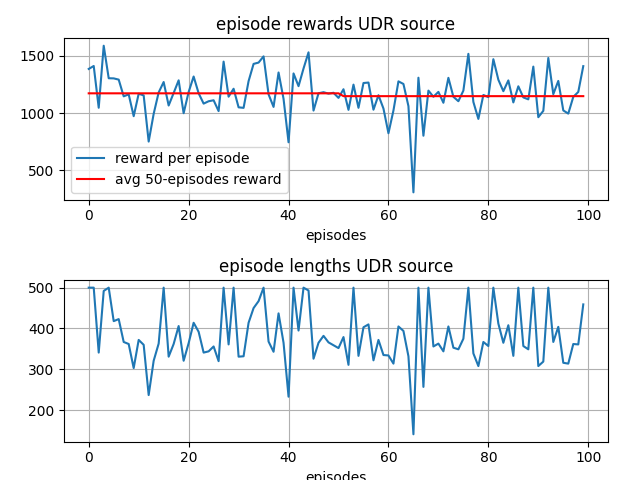 episode rewards UDR source
1500
1000
500
reward per episode
avg 50-episodes reward
0 20 40 60 80 100
episodes
episode lengths UDR source
500
400
300
200
0 20 40 60 80 100
episodes